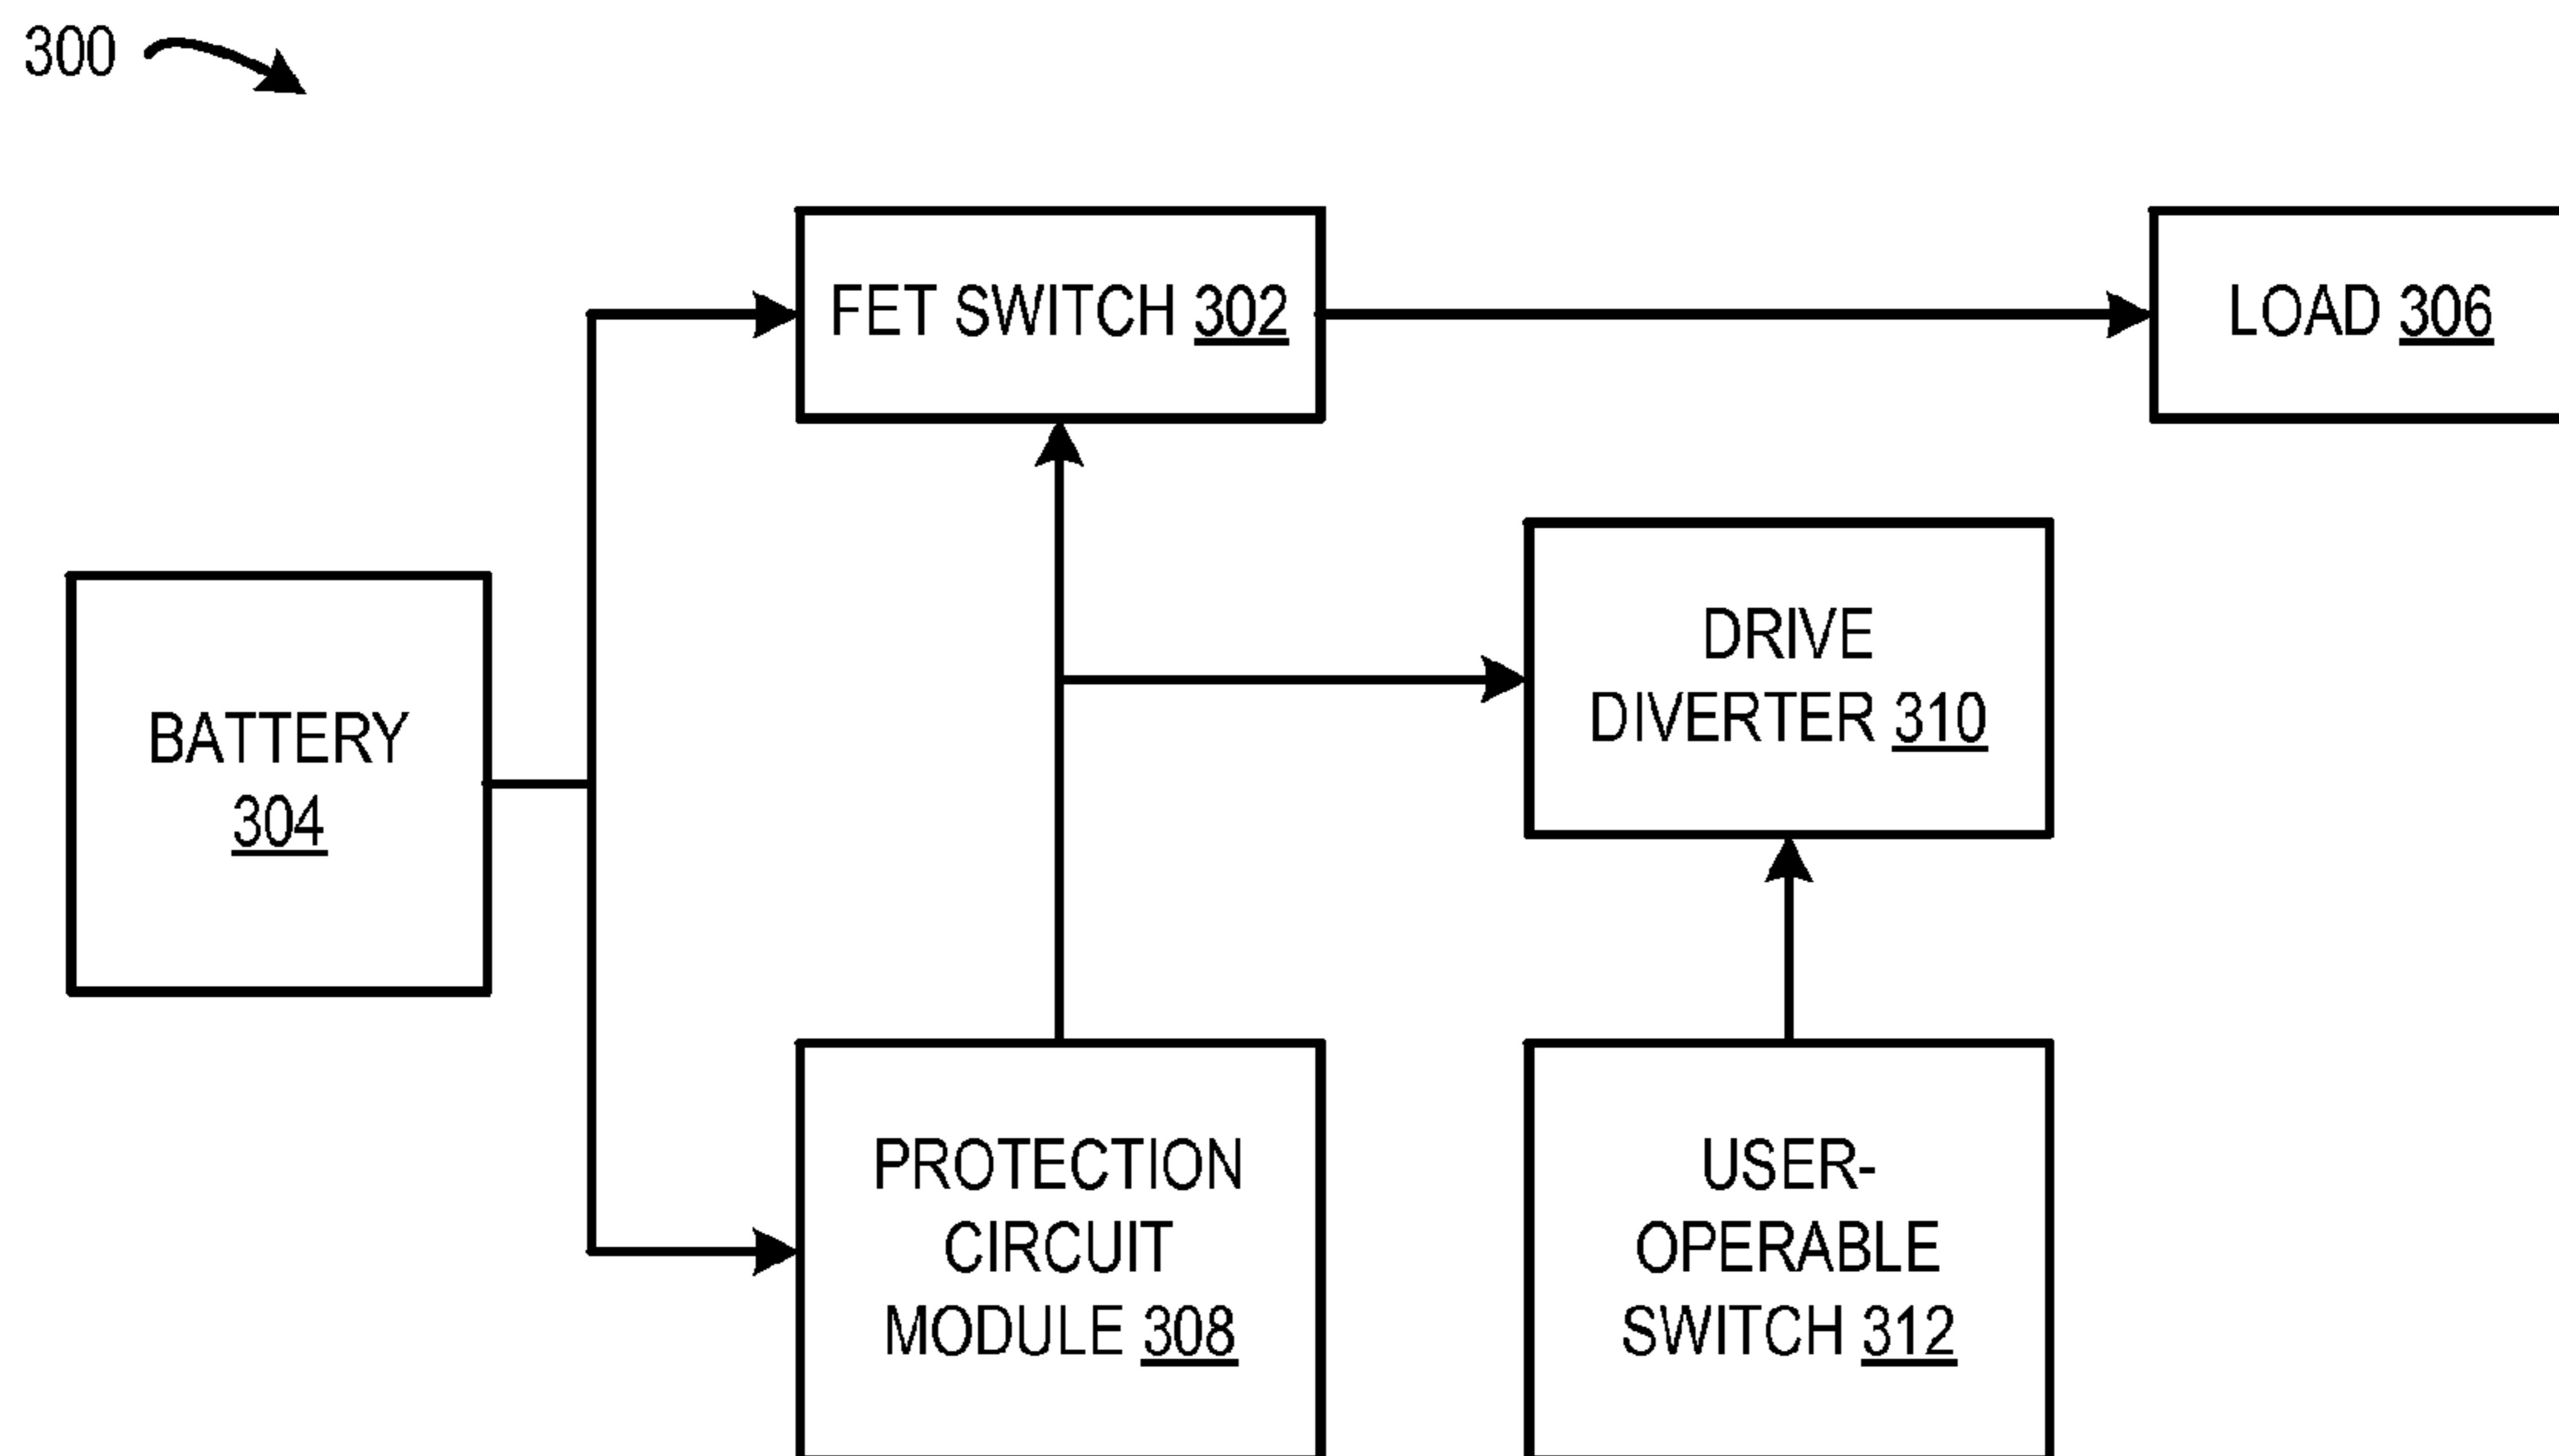 300
FET SWITCH 302
LOAD 306
DRIVE
DIVERTER 310
BATTERY
304
PROTECTION
CIRCUIT
MODULE 308
USER-
OPERABLE
SWITCH 312